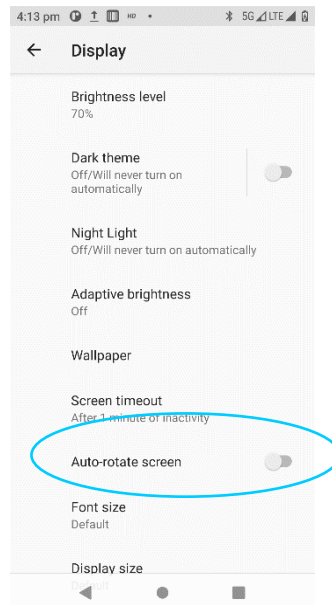 4:13 pm HD 5G LTE
Display
Brightness level
70%
Dark theme
Off/Will never turn on
automatically
Night Light
Off/Will never turn on automatically
Adaptive brightness
Off
Wallpaper
Screen timeout
After 1 minute of inactivity
Auto-rotate screen
Font size
Default
Display size
Default